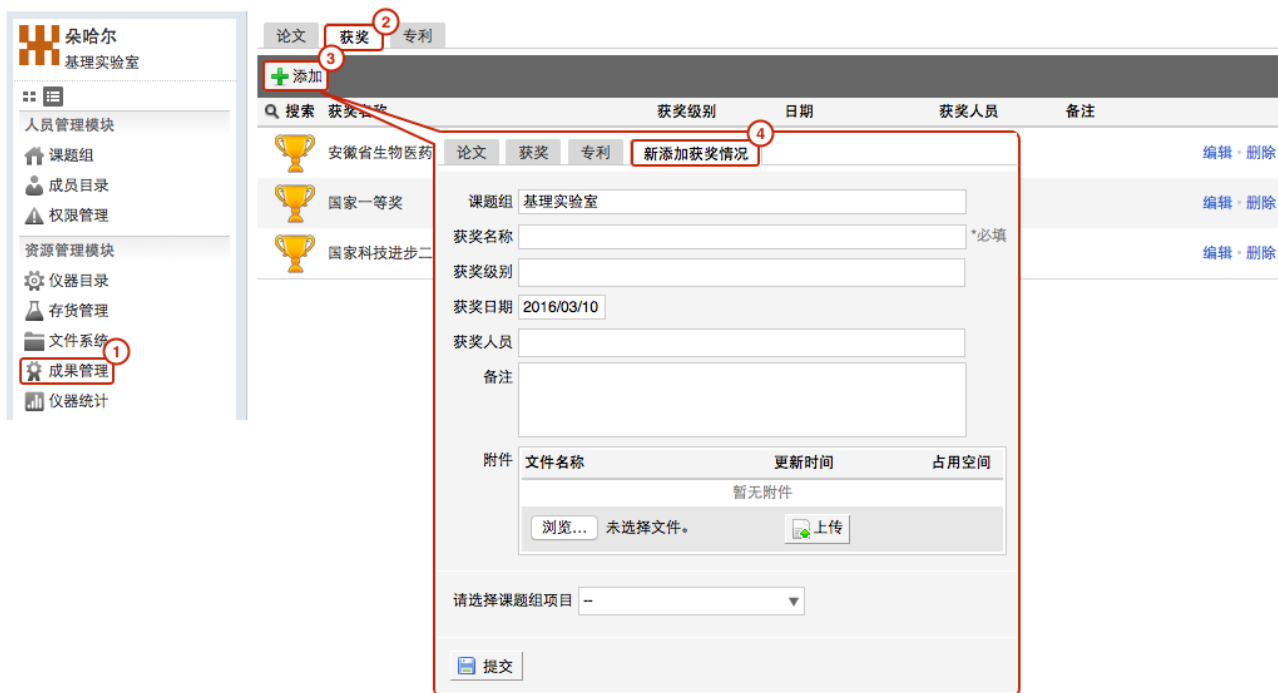 朵哈尔
基理实验室
人员管理模块
课题组
成员目录
权限管理
资源管理模块
仪器目录
存货管理
文件系统
1
成果管理
仪器统计
论文 获奖 2 专利
3
添加
搜索 获奖名称 获奖级别 日期 获奖人员 备注
安徽省生物医药 编辑 删除
国家一等奖 编辑 删除
国家科技进步二 编辑 删除
4
论文 获奖 专利 新添加获奖情况
课题组 基理实验室
获奖名称 *必填
获奖级别
获奖日期 2016/03/10
获奖人员
备注
附件 文件名称 更新时间 占用空间
暂无附件
浏览... 未选择文件。 上传
请选择课题组项目 --
提交